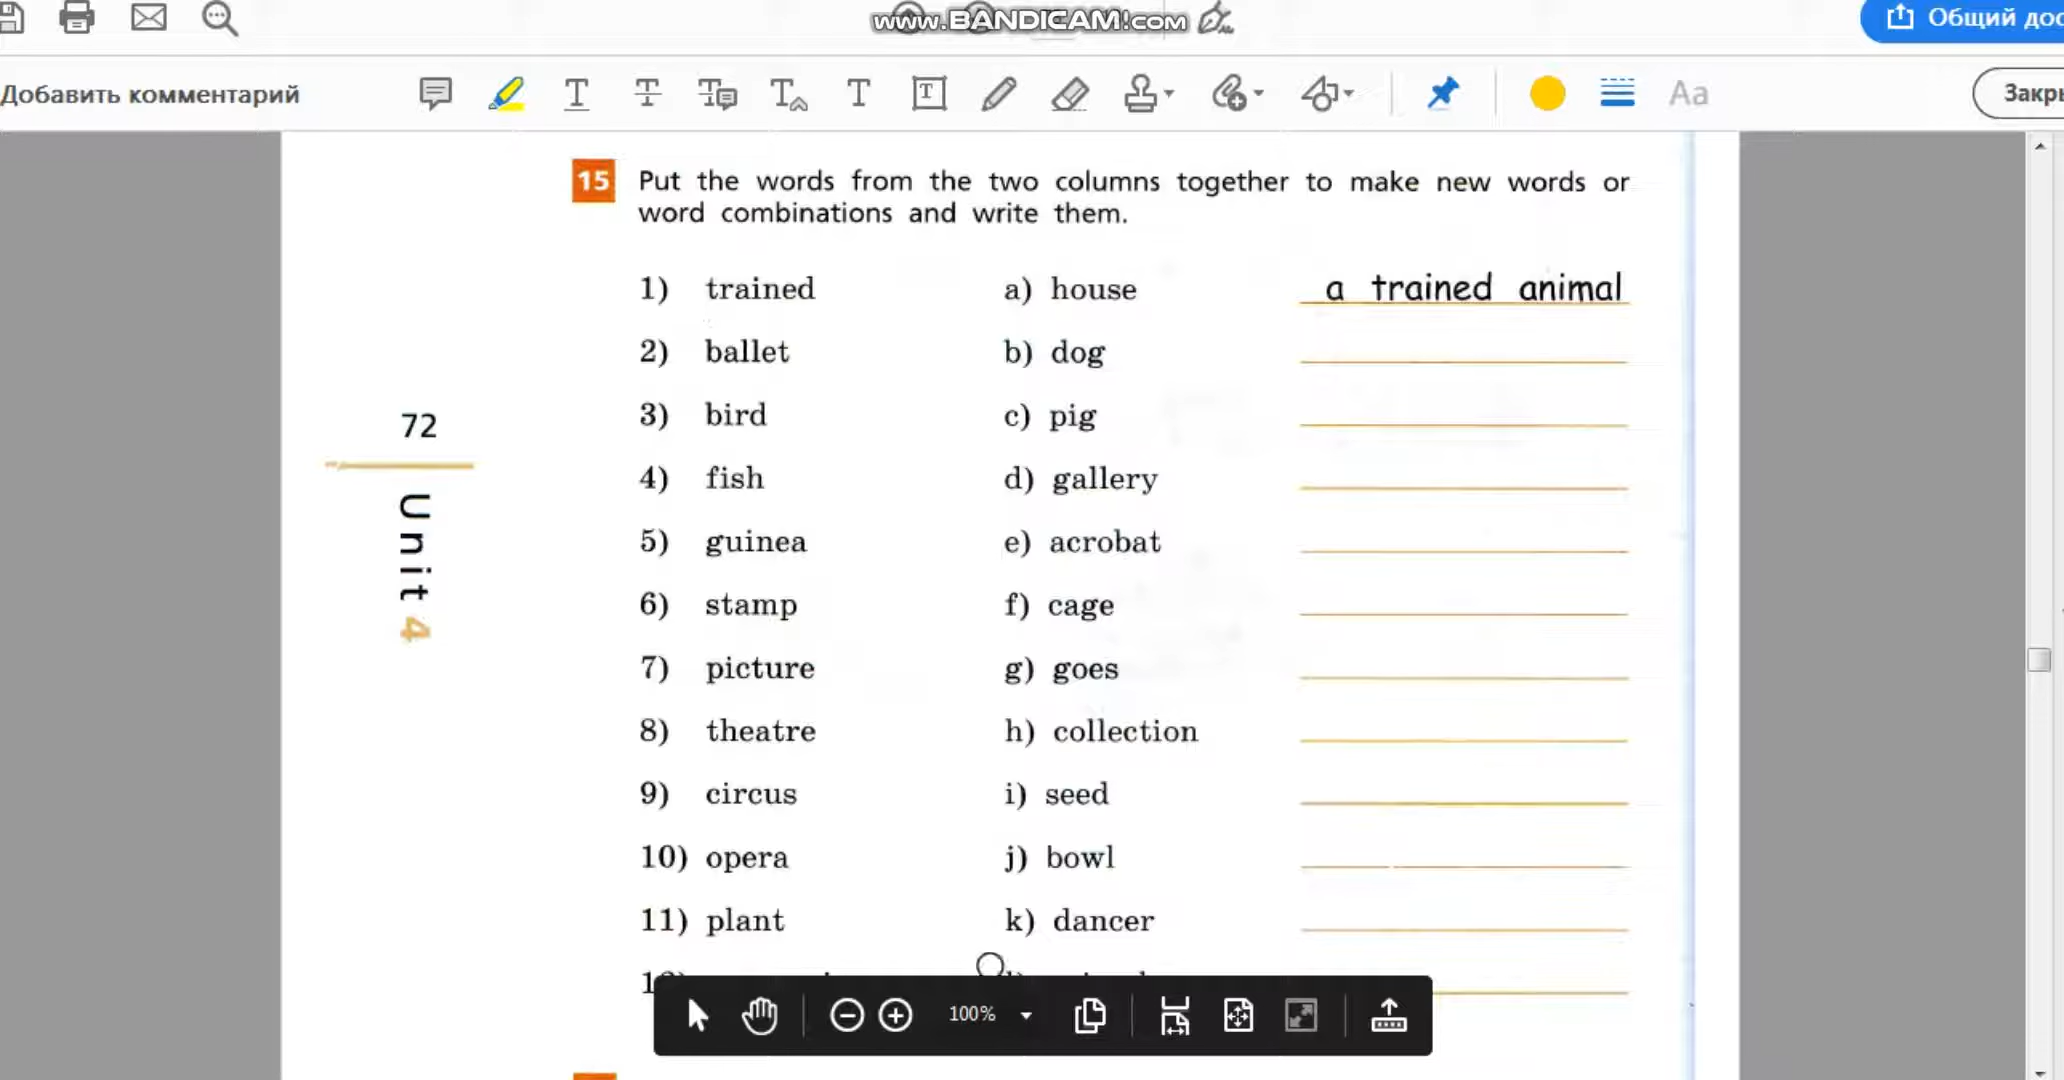 www.BANDICAM.com
Общий дос
Добавить комментарий
Aa
Закры
15 Put the words from the two columns together to make new words or
word combinations and write them.
1) trained a) house a trained animal
2) ballet b) dog
3) bird c) pig
4) fish d) gallery
5) guinea e) acrobat
6) stamp f) cage
7) picture g) goes
8) theatre h) collection
9) circus i) seed
10) opera j) bowl
11) plant k) dancer
72
Unit 4
100%